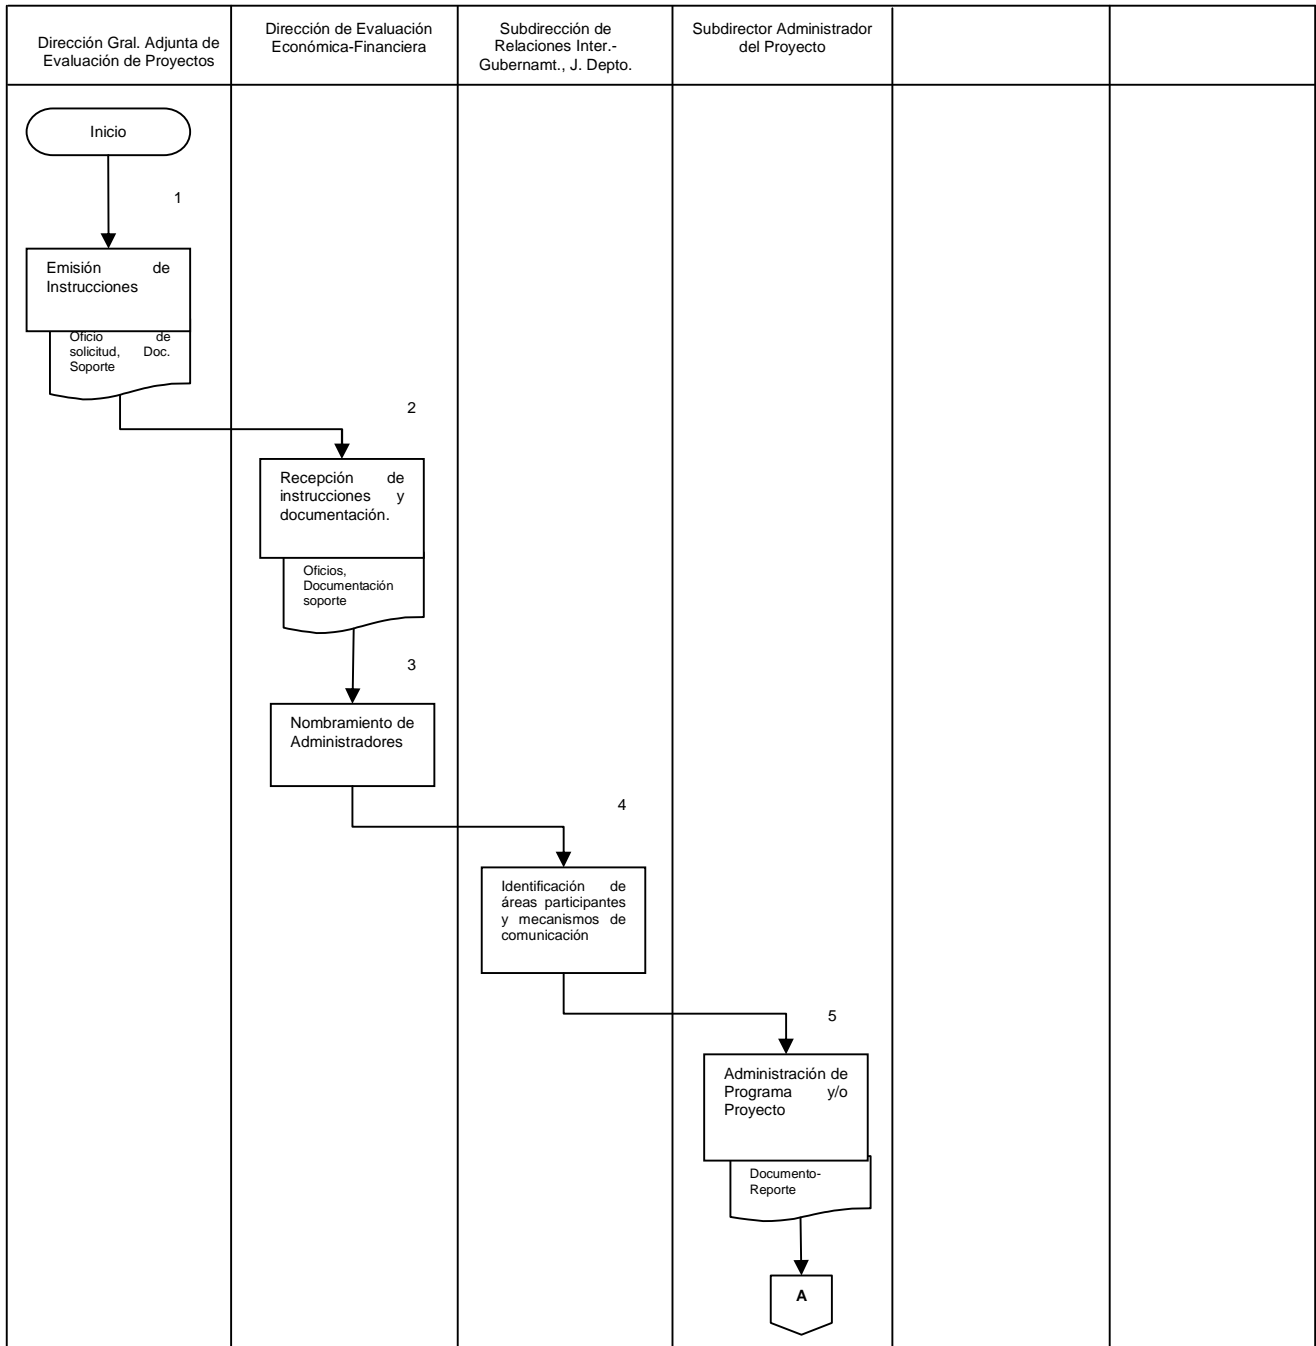 Dirección Gral. Adjunta de
Evaluación de Proyectos
Dirección de Evaluación
Económica-Financiera
Subdirección de
Relaciones Inter.-
Gubernamt., J. Depto.
Subdirector Administrador
del Proyecto
Inicio
1
Emisión de
Instrucciones
Oficio de
solicitud, Doc.
Soporte
2
Recepción de
instrucciones y
documentación.
Oficios,
Documentación
soporte
3
Nombramiento de
Administradores
4
Identificación de
áreas participantes
y mecanismos de
comunicación
5
Administración de
Programa y/o
Proyecto
Documento-
Reporte
A